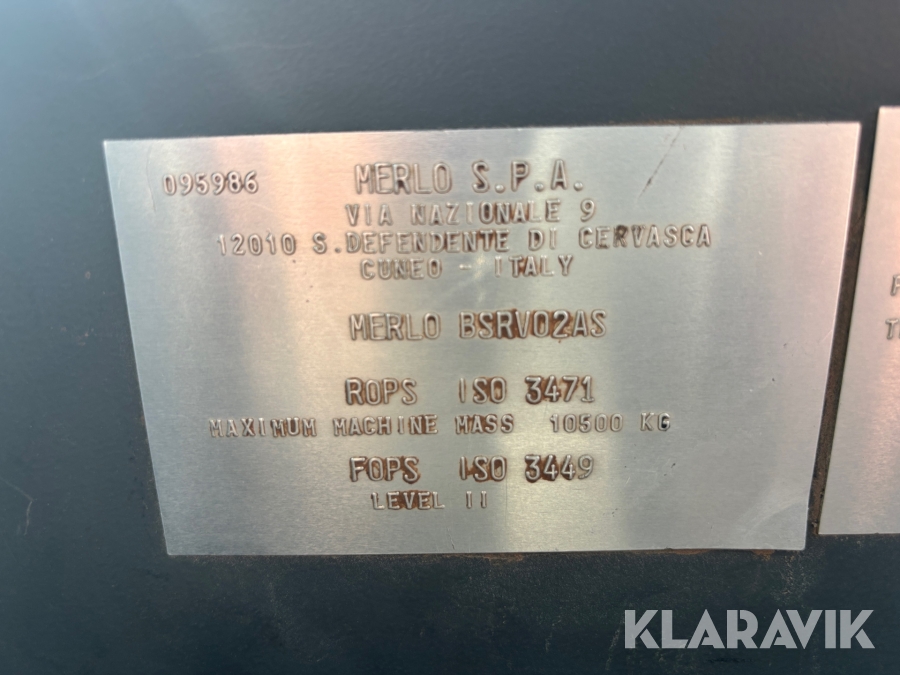 095986 MERLO S.P.A.
VIA NAZIONALE 9
12010 S.DEFENDENTE DI CERVASCA
CUNEO - ITALY
MERLO BSRV02AS
ROPS ISO 3471
MAXIMUM MACHINE MASS 10500 KG
FOPS ISO 3449
LEVEL II
KLARAVIK